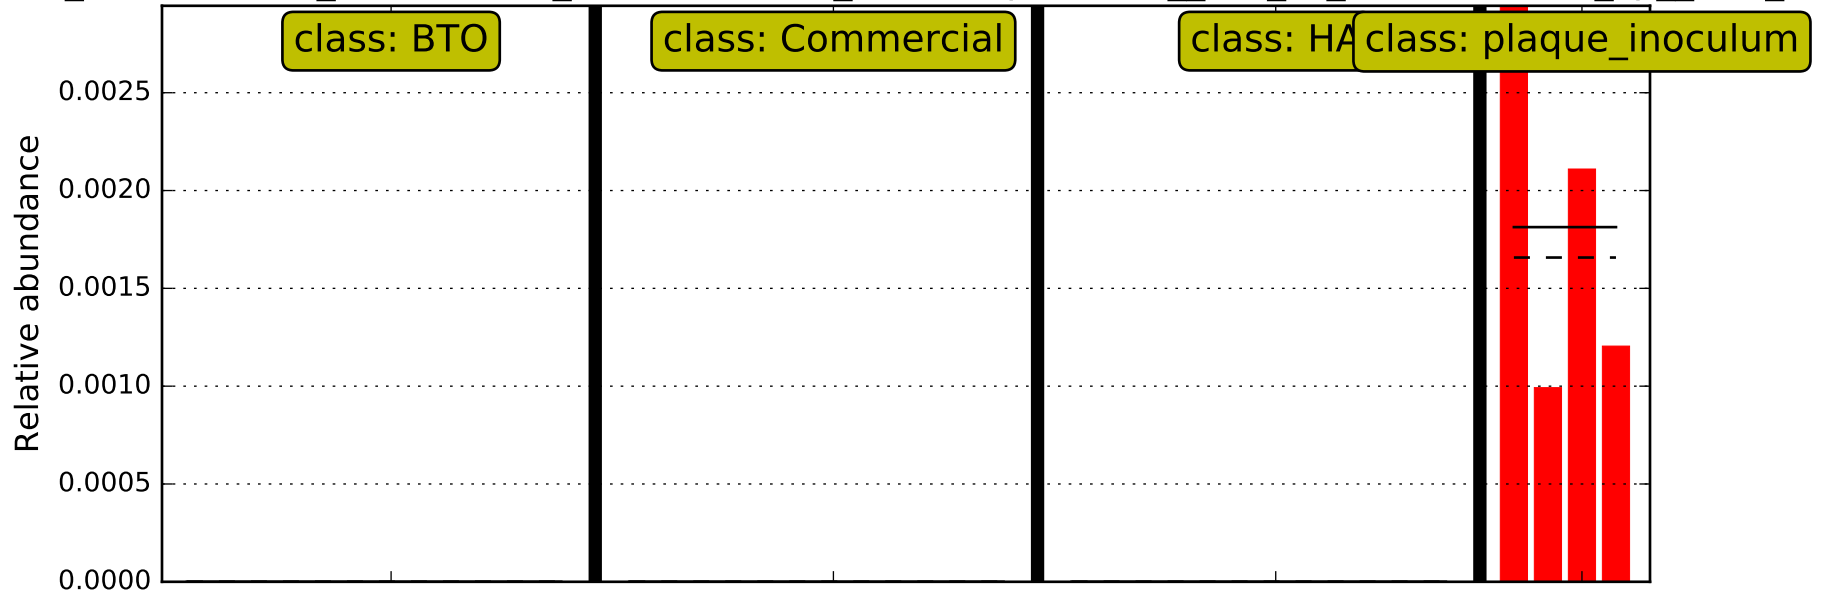 class: BTO
class: Commercial
class: HA
class: plaque_inoculum
0.0025
0.0020
0.0015
0.0010
0.0005
0.0000
Relative abundance